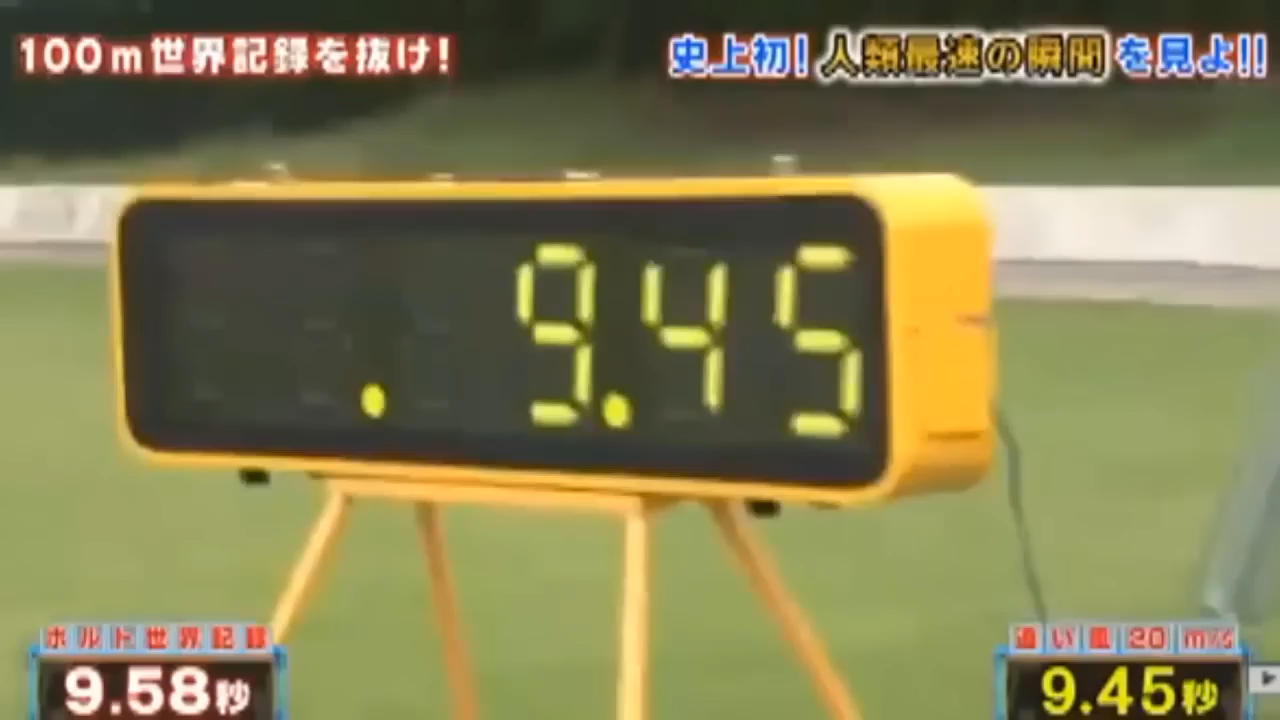 100m世界記録を抜け!
史上初!人類最速の瞬間を見よ!!
9.45
ボルト世界記録
9.58秒
追い風20m/s
9.45秒